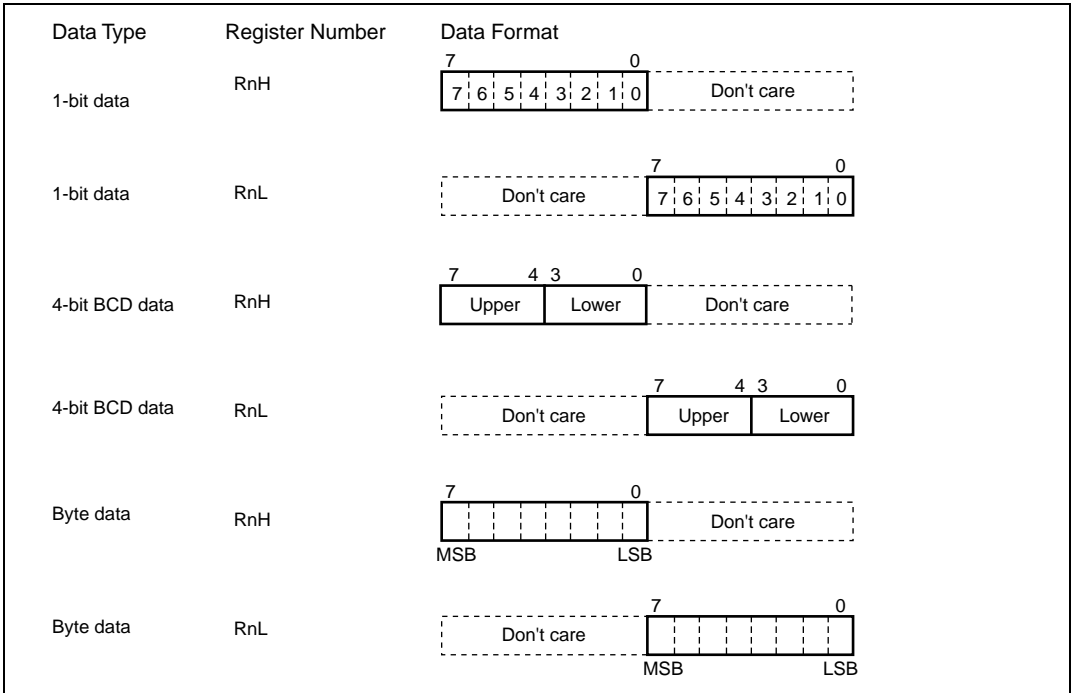 Data Type Register Number Data Format
7 0
1-bit data RnH 7 6 5 4 3 2 1 0 Don't care
7 0
1-bit data RnL Don't care 7 6 5 4 3 2 1 0
7 4 3 0
4-bit BCD data RnH Upper Lower Don't care
7 4 3 0
4-bit BCD data RnL Don't care Upper Lower
7 0
Byte data RnH Don't care
MSB LSB
7 0
Byte data RnL Don't care
MSB LSB